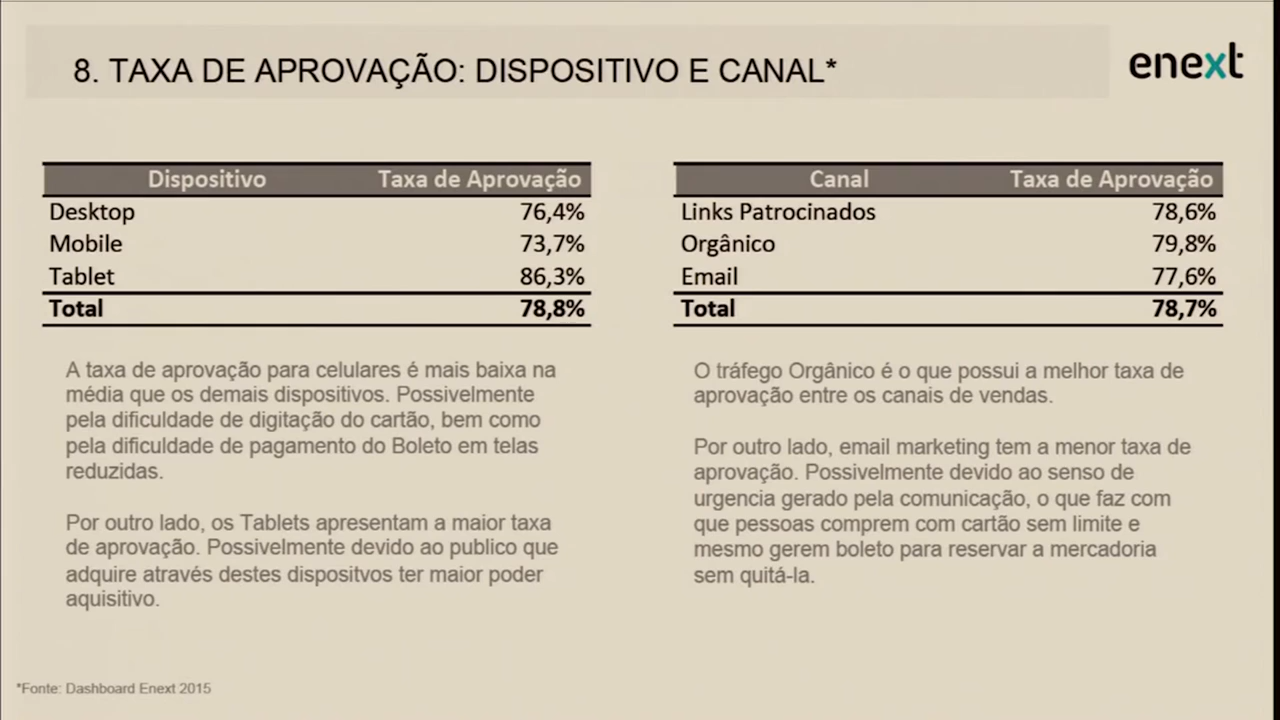 8. TAXA DE APROVAÇÃO: DISPOSITIVO E CANAL*
enext
Dispositivo Taxa de Aprovação
Desktop 76,4%
Mobile 73,7%
Tablet 86,3%
Total 78,8%
A taxa de aprovação para celulares é mais baixa na
média que os demais dispositivos. Possivelmente
pela dificuldade de digitação do cartão, bem como
pela dificuldade de pagamento do Boleto em telas
reduzidas.
Por outro lado, os Tablets apresentam a maior taxa
de aprovação. Possivelmente devido ao publico que
adquire através destes dispositvos ter maior poder
aquisitivo.
Canal Taxa de Aprovação
Links Patrocinados 78,6%
Orgânico 79,8%
Email 77,6%
Total 78,7%
O tráfego Orgânico é o que possui a melhor taxa de
aprovação entre os canais de vendas.
Por outro lado, email marketing tem a menor taxa de
aprovação. Possivelmente devido ao senso de
urgencia gerado pela comunicação, o que faz com
que pessoas comprem com cartão sem limite e
mesmo gerem boleto para reservar a mercadoria
sem quitá-la.
*Fonte: Dashboard Enext 2015